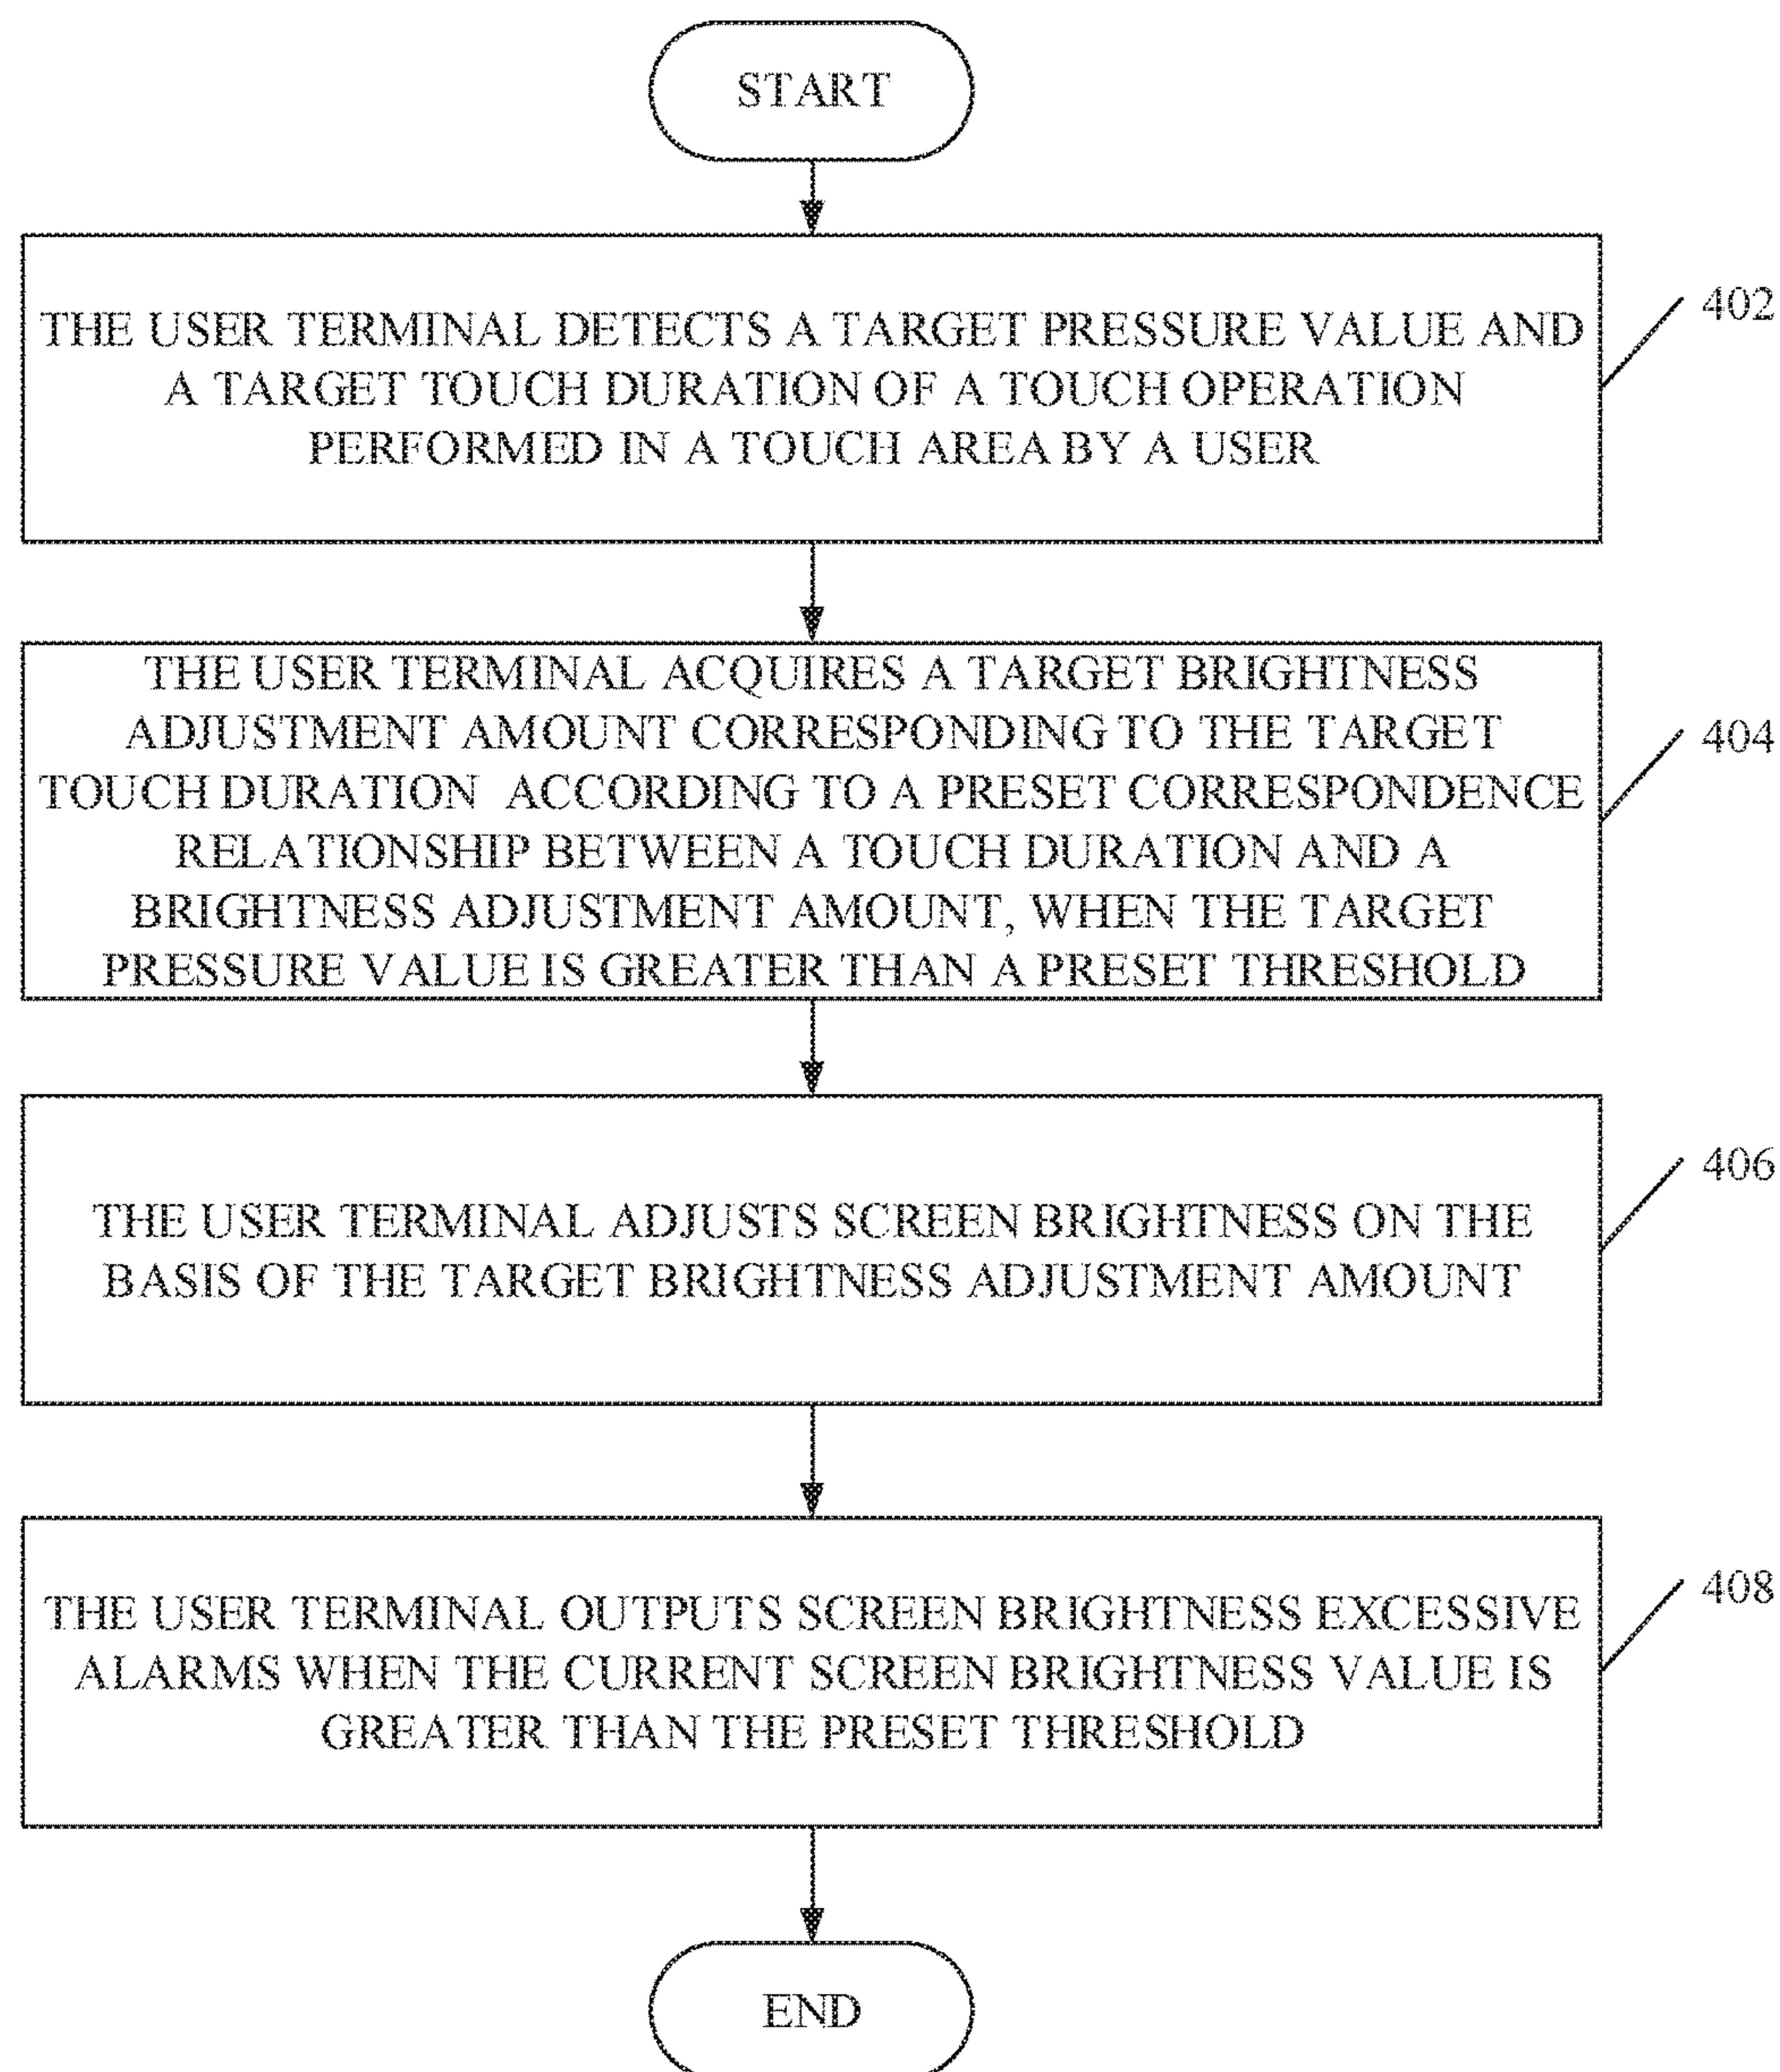 START
THE USER TERMINAL DETECTS A TARGET PRESSURE VALUE AND
A TARGET TOUCH DURATION OF A TOUCH OPERATION
PERFORMED IN A TOUCH AREA BY A USER
402
THE USER TERMINAL ACQUIRES A TARGET BRIGHTNESS
ADJUSTMENT AMOUNT CORRESPONDING TO THE TARGET
TOUCH DURATION ACCORDING TO A PRESET CORRESPONDENCE
RELATIONSHIP BETWEEN A TOUCH DURATION AND A
BRIGHTNESS ADJUSTMENT AMOUNT, WHEN THE TARGET
PRESSURE VALUE IS GREATER THAN A PRESET THRESHOLD
404
THE USER TERMINAL ADJUSTS SCREEN BRIGHTNESS ON THE
BASIS OF THE TARGET BRIGHTNESS ADJUSTMENT AMOUNT
406
THE USER TERMINAL OUTPUTS SCREEN BRIGHTNESS EXCESSIVE
ALARMS WHEN THE CURRENT SCREEN BRIGHTNESS VALUE IS
GREATER THAN THE PRESET THRESHOLD
408
END